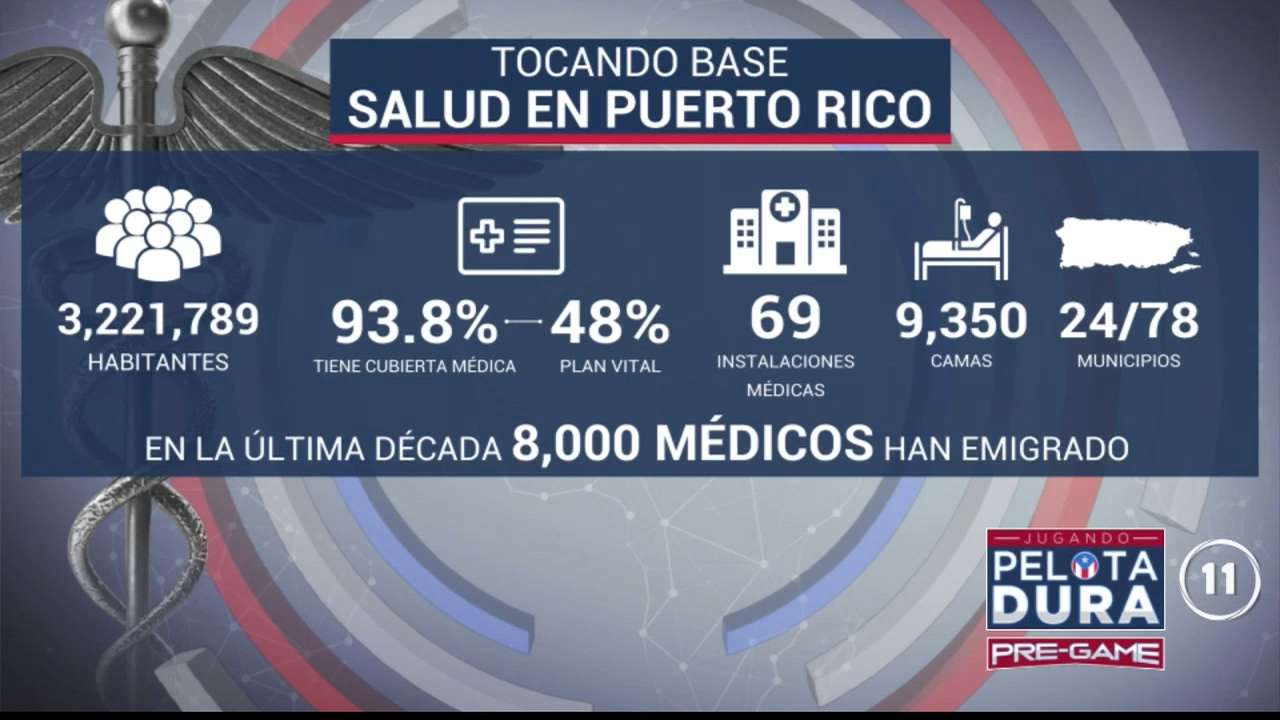 TOCANDO BASE
SALUD EN PUERTO RICO
3,221,789
HABITANTES
93.8%
TIENE CUBIERTA MÉDICA
48%
PLAN VITAL
69
INSTALACIONES
MÉDICAS
9,350
CAMAS
24/78
MUNICIPIOS
EN LA ÚLTIMA DÉCADA 8,000 MÉDICOS HAN EMIGRADO
JUGANDO
PELOTA
DURA
PRE-GAME
11